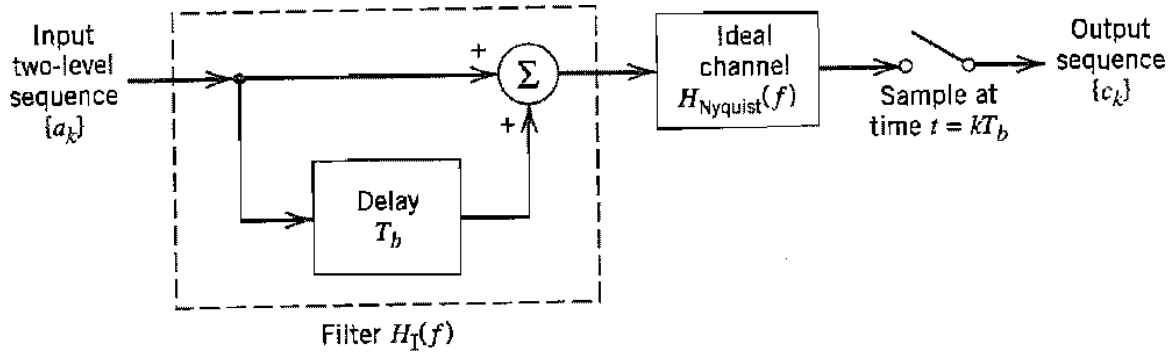 Input
two-level
sequence
{a_k}
+
Σ
+
Delay
T_b
Filter H_I(f)
Ideal
channel
H_Nyquist(f)
Sample at
time t = kT_b
Output
sequence
{c_k}